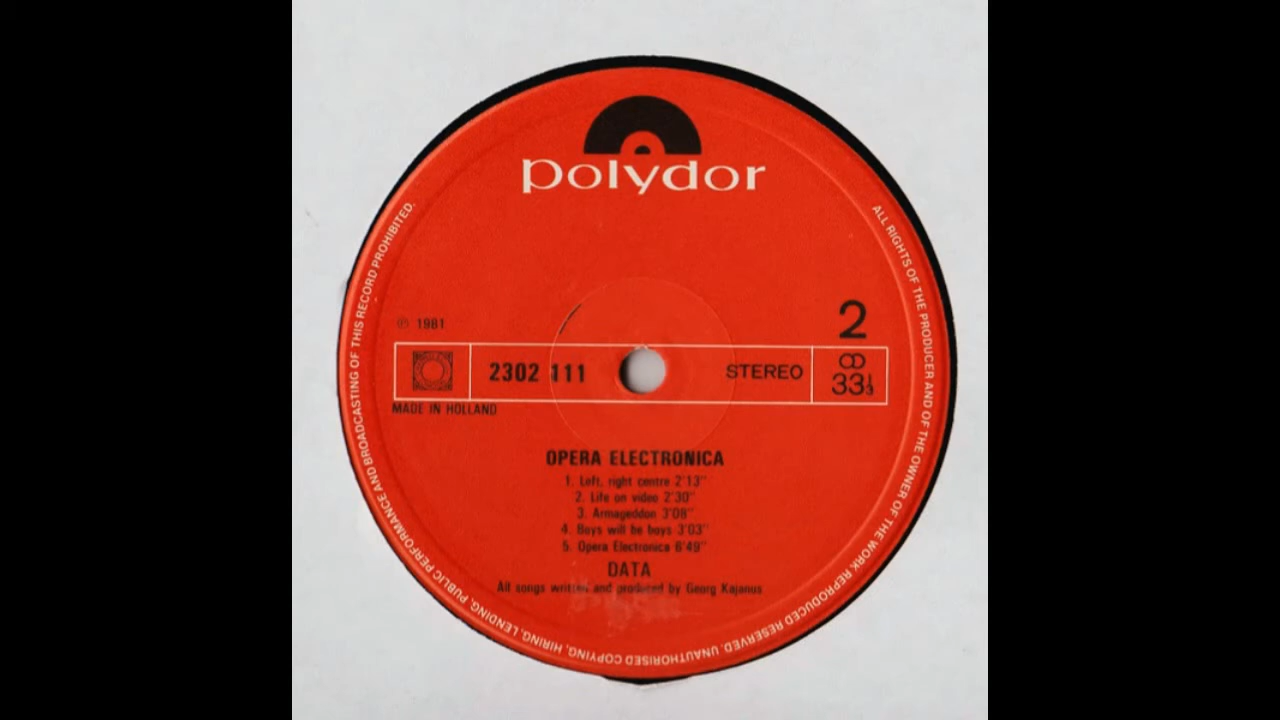 polydor
ALL RIGHTS OF THE PRODUCER AND OF THE OWNER OF THE WORK REPRODUCED RESERVED. UNAUTHORISED COPYING, HIRING, LENDING, PUBLIC PERFORMANCE AND BROADCASTING OF THIS RECORD PROHIBITED.
2
℗ 1981
2302 111
STEREO
33 1/3
MADE IN HOLLAND
OPERA ELECTRONICA
1. Left, right centre 2'13"
2. Life on video 2'30"
3. Armageddon 3'08"
4. Boys will be boys 3'03"
5. Opera Electronica 6'49"
DATA
All songs written and produced by Georg Kajanus